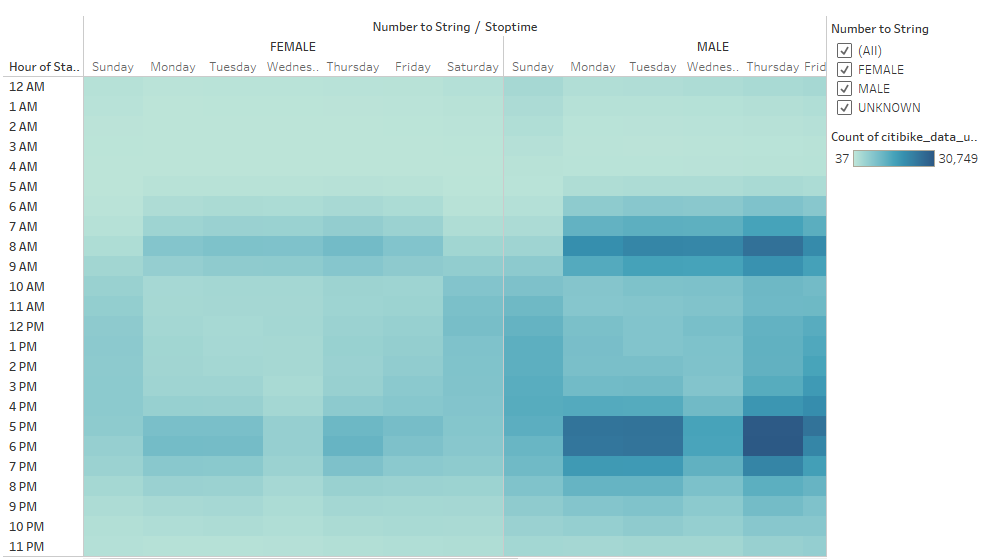 Number to String / Stoptime
FEMALE MALE
Hour of Sta.. Sunday Monday Tuesday Wednes.. Thursday Friday Saturday Sunday Monday Tuesday Wednes.. Thursday Frid
12 AM
1 AM
2 AM
3 AM
4 AM
5 AM
6 AM
7 AM
8 AM
9 AM
10 AM
11 AM
12 PM
1 PM
2 PM
3 PM
4 PM
5 PM
6 PM
7 PM
8 PM
9 PM
10 PM
11 PM
Number to String
(All)
FEMALE
MALE
UNKNOWN
Count of citibike_data_u..
37 30,749